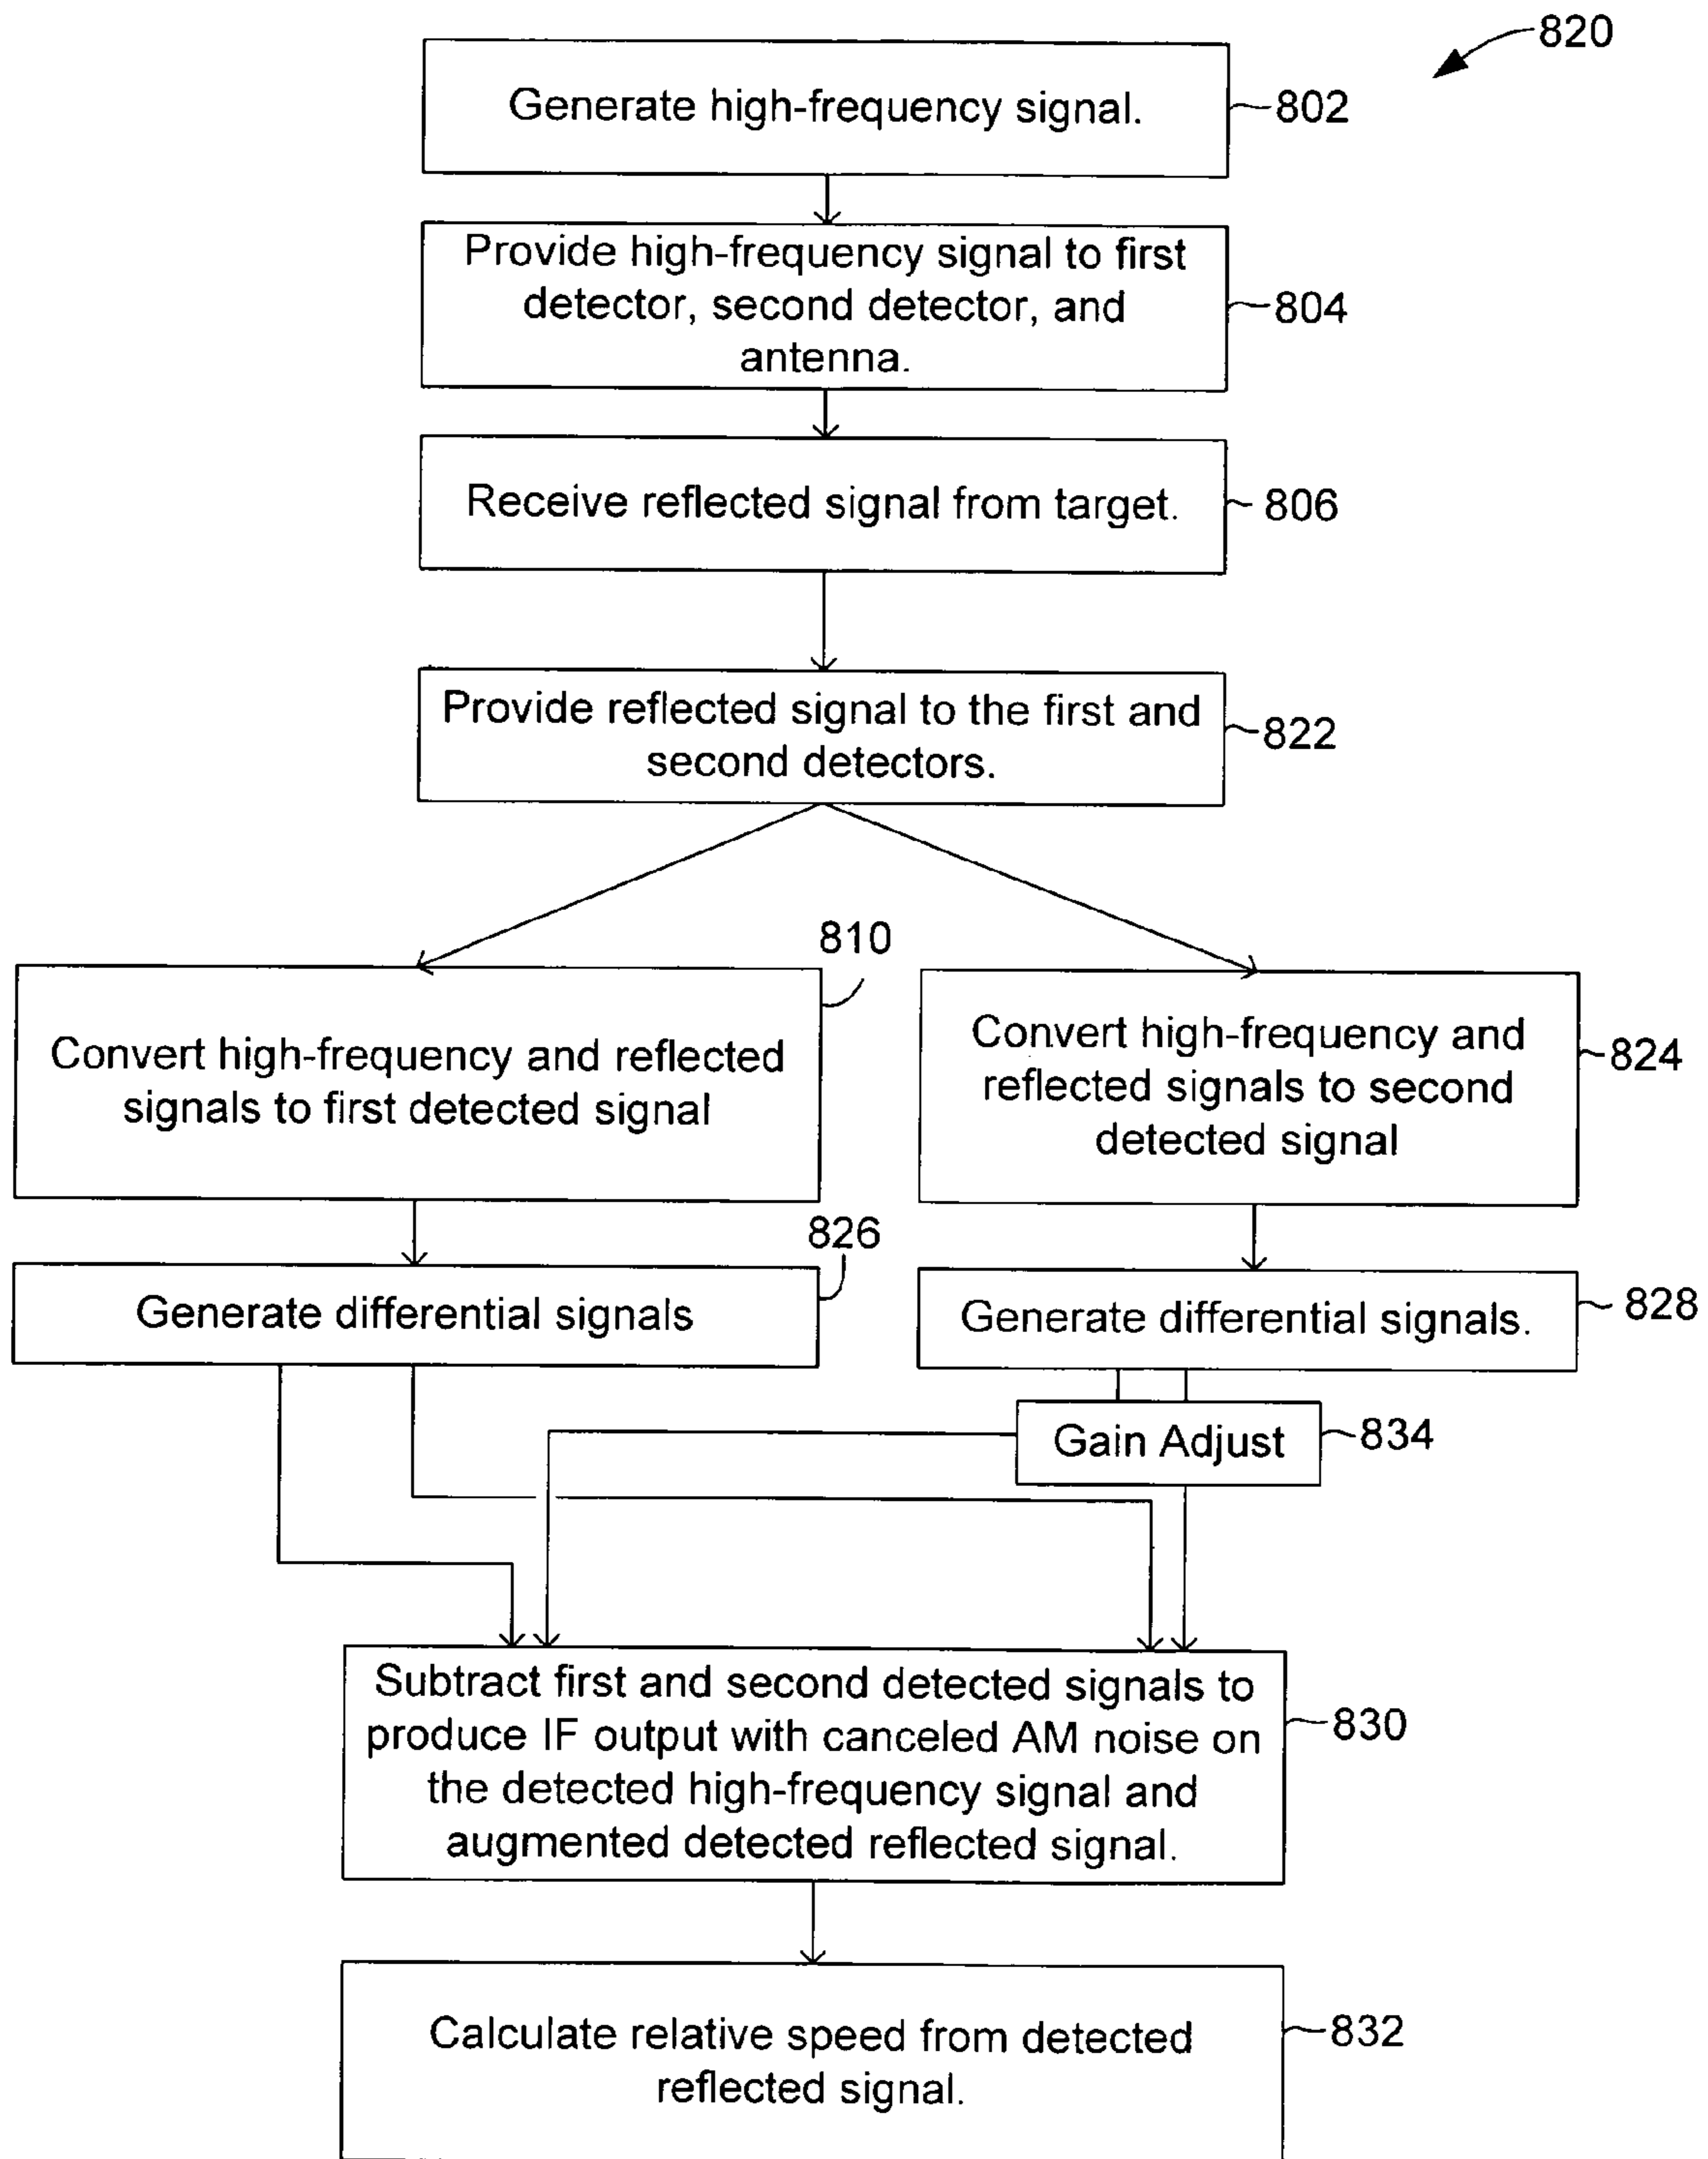 820
Generate high-frequency signal.
802
Provide high-frequency signal to first
detector, second detector, and
antenna.
804
Receive reflected signal from target.
806
Provide reflected signal to the first and
second detectors.
822
810
Convert high-frequency and reflected
signals to first detected signal
Convert high-frequency and
reflected signals to second
detected signal
824
826
Generate differential signals
Generate differential signals.
828
Gain Adjust
834
Subtract first and second detected signals to
produce IF output with canceled AM noise on
the detected high-frequency signal and
augmented detected reflected signal.
830
Calculate relative speed from detected
reflected signal.
832